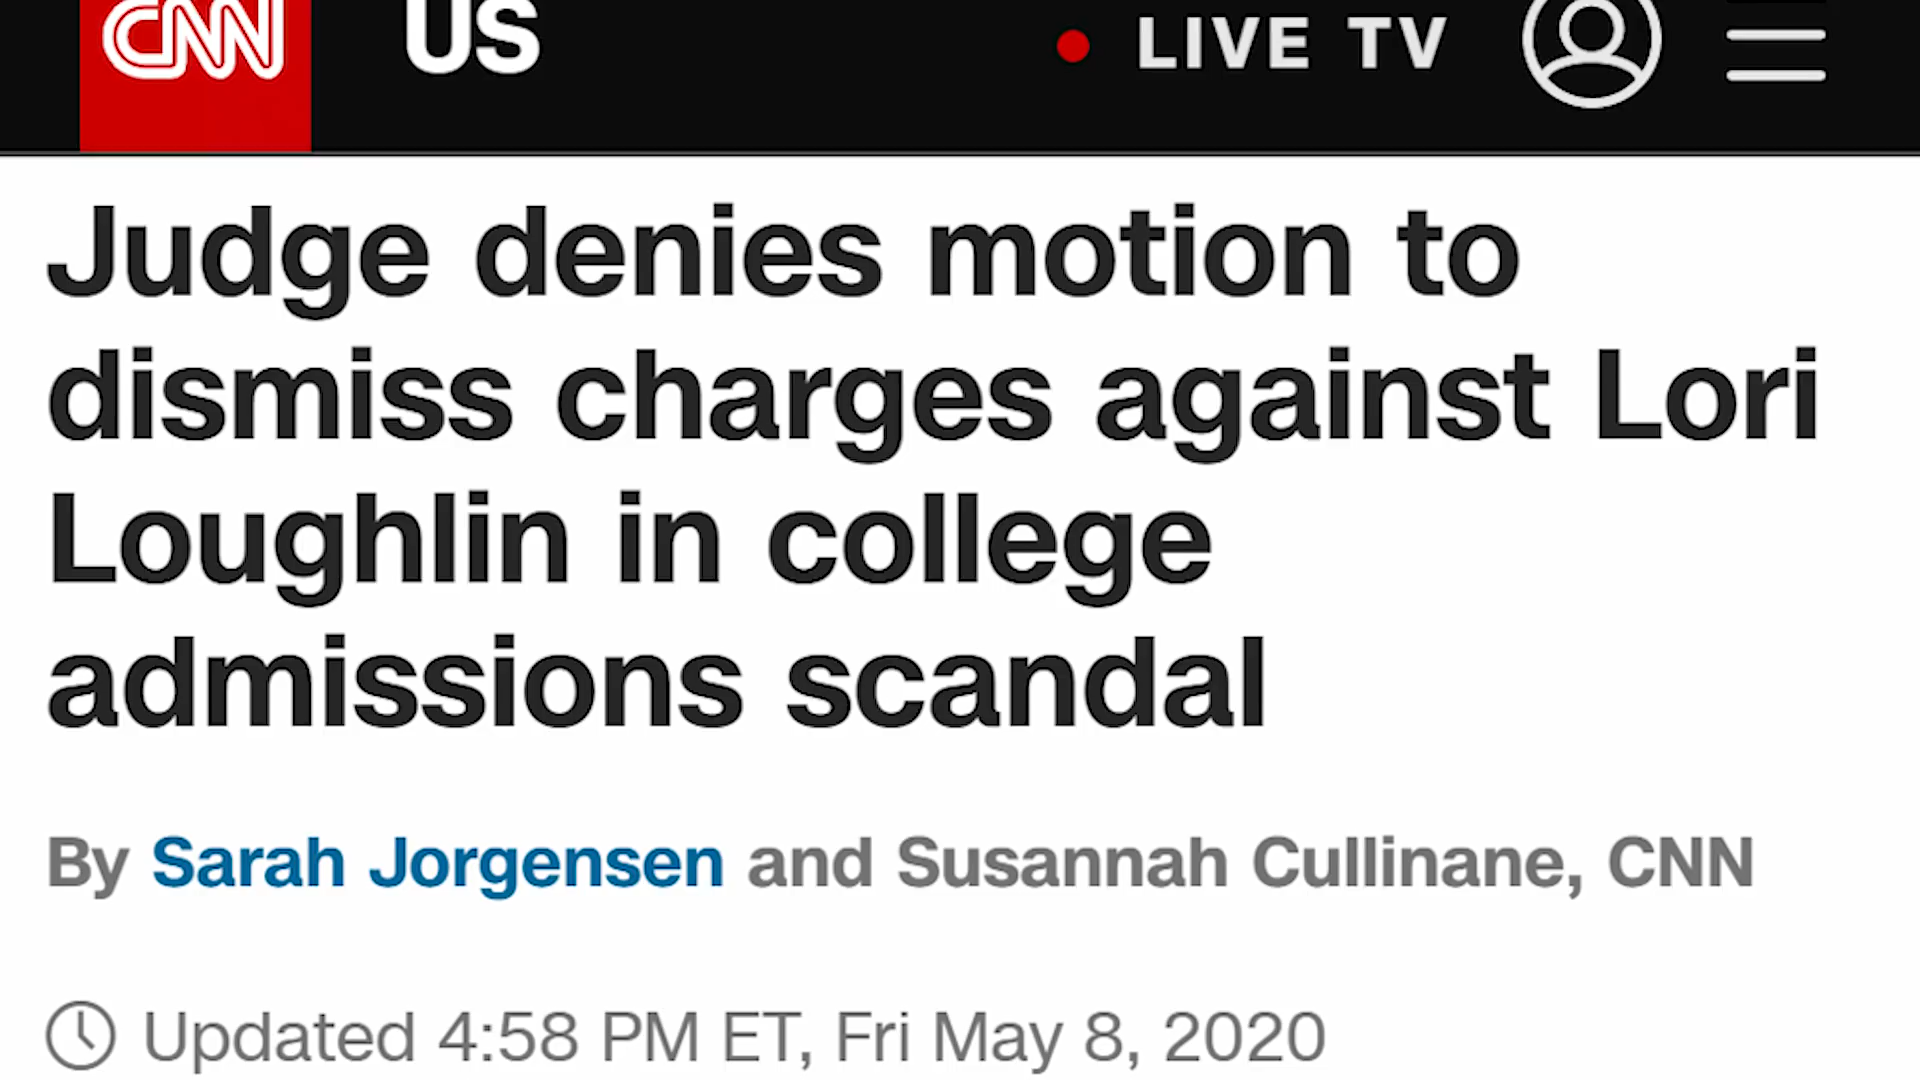 CNN US LIVE TV
Judge denies motion to
dismiss charges against Lori
Loughlin in college
admissions scandal
By Sarah Jorgensen and Susannah Cullinane, CNN
Updated 4:58 PM ET, Fri May 8, 2020